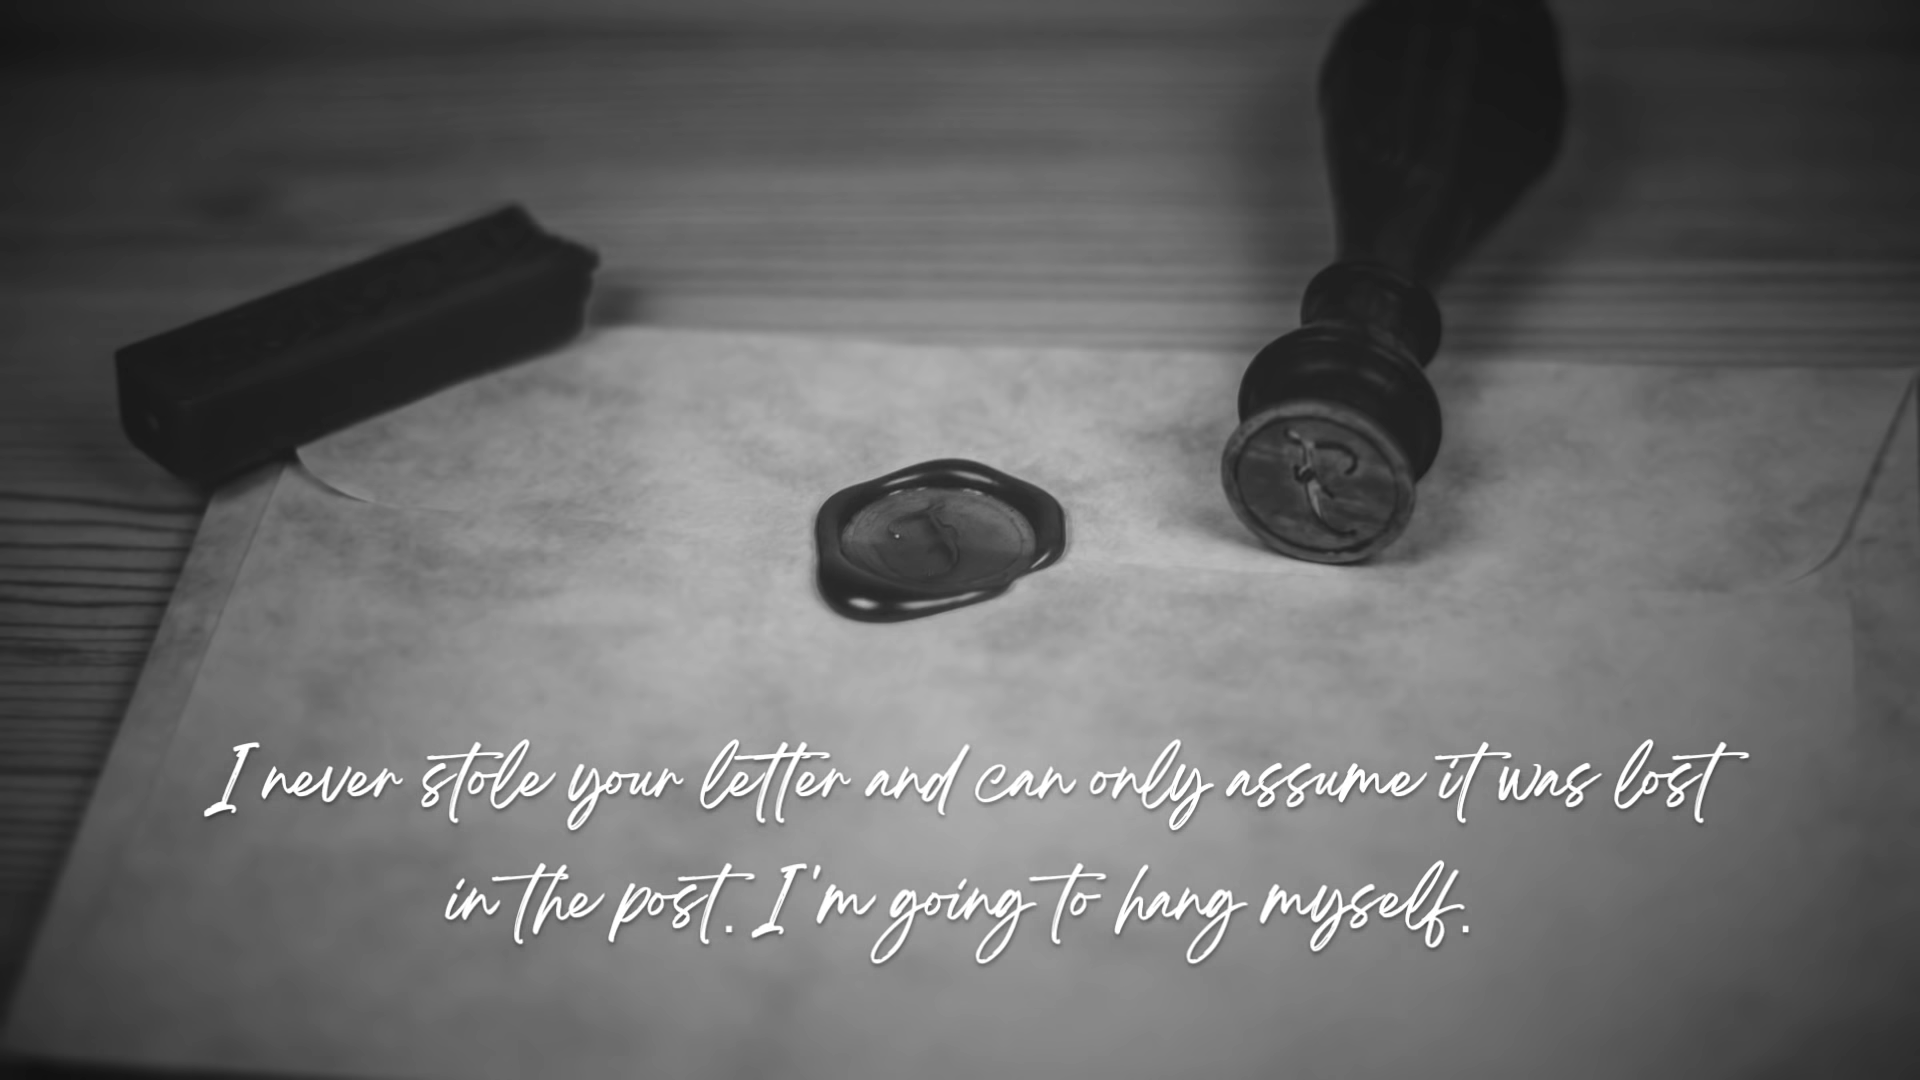 I never stole your letter and can only assume it was lost
in the post. I'm going to hang myself.